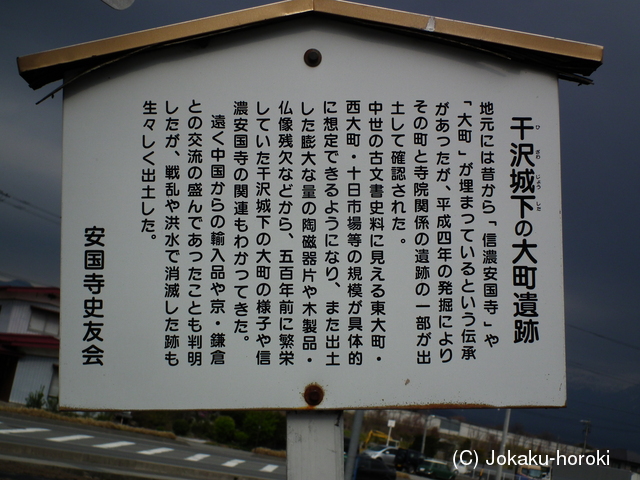 干沢城下の大町遺跡
ひ ざわ じょう した
地元には昔から「信濃安国寺」や
「大町」が埋まっているという伝承
があったが、平成四年の発掘により
その町と寺院関係の遺跡の一部が出
土して確認された。
中世の古文書史料に見える東大町・
西大町・十日市場等の規模が具体的
に想定できるようになり、また出土
した膨大な量の陶磁器片や木製品・
仏像残欠などから、五百年前に繁栄
していた干沢城下の大町の様子や信
濃安国寺の関連もわかってきた。
遠く中国からの輸入品や京・鎌倉
との交流の盛んであったことも判明
したが、戦乱や洪水で消滅した跡も
生々しく出土した。
安国寺史友会
(C) Jokaku-horoki